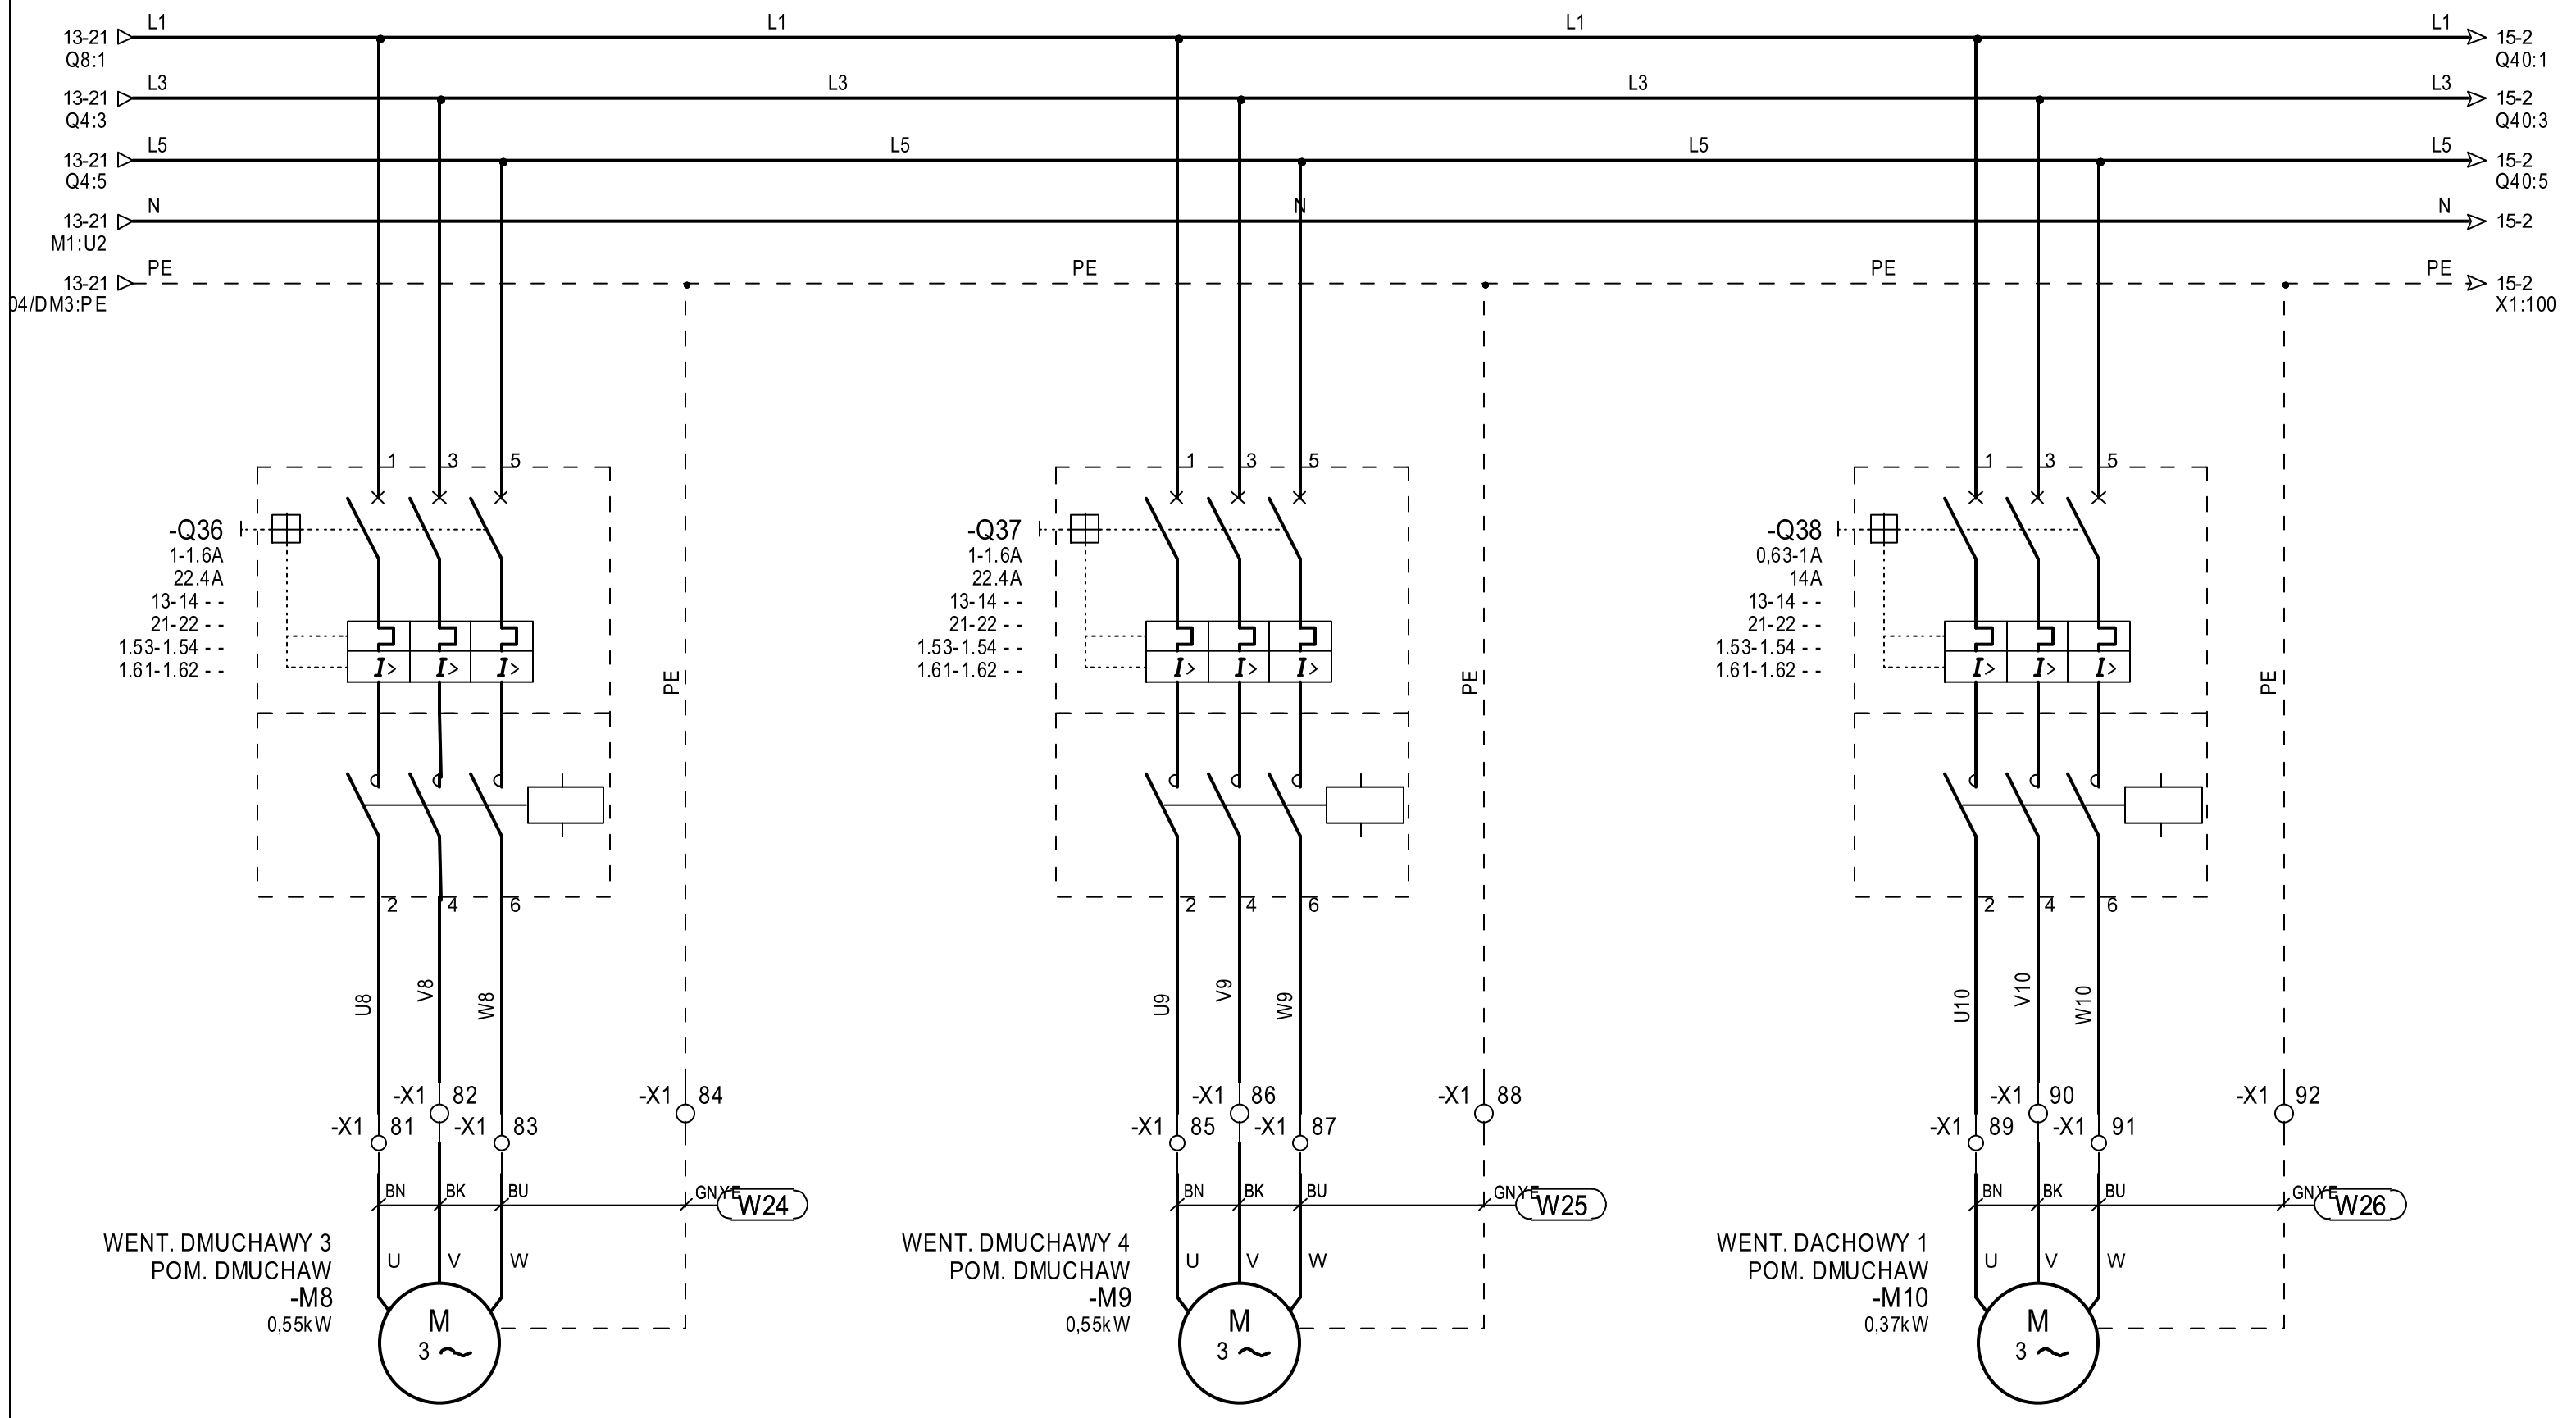 L1 L1 L1 L1
13-21 15-2
Q8:1 Q40:1
L3 L3 L3 L3
13-21 15-2
Q4:3 Q40:3
L5 L5 L5 L5
13-21 15-2
Q4:5 Q40:5
N N N
13-21 15-2
M1:U2
PE PE PE PE
13-21 15-2
04/DM3:PE X1:100
1 3 5
-Q36
1-1.6A
22.4A
13-14 - -
21-22 - -
1.53-1.54 - -
1.61-1.62 - -
I> I> I>
PE
2 4 6
U8 V8 W8
-X1 82
-X1 81
-X1 83
-X1 84
BN BK BU GNYE W24
WENT. DMUCHAWY 3
POM. DMUCHAW
-M8
0,55kW
U V W
M
3 ~
1 3 5
-Q37
1-1.6A
22.4A
13-14 - -
21-22 - -
1.53-1.54 - -
1.61-1.62 - -
I> I> I>
PE
2 4 6
U9 V9 W9
-X1 86
-X1 85
-X1 87
-X1 88
BN BK BU GNYE W25
WENT. DMUCHAWY 4
POM. DMUCHAW
-M9
0,55kW
U V W
M
3 ~
1 3 5
-Q38
0,63-1A
14A
13-14 - -
21-22 - -
1.53-1.54 - -
1.61-1.62 - -
I> I> I>
PE
2 4 6
U10 V10 W10
-X1 90
-X1 89
-X1 91
-X1 92
BN BK BU GNYE W26
WENT. DACHOWY 1
POM. DMUCHAW
-M10
0,37kW
U V W
M
3 ~